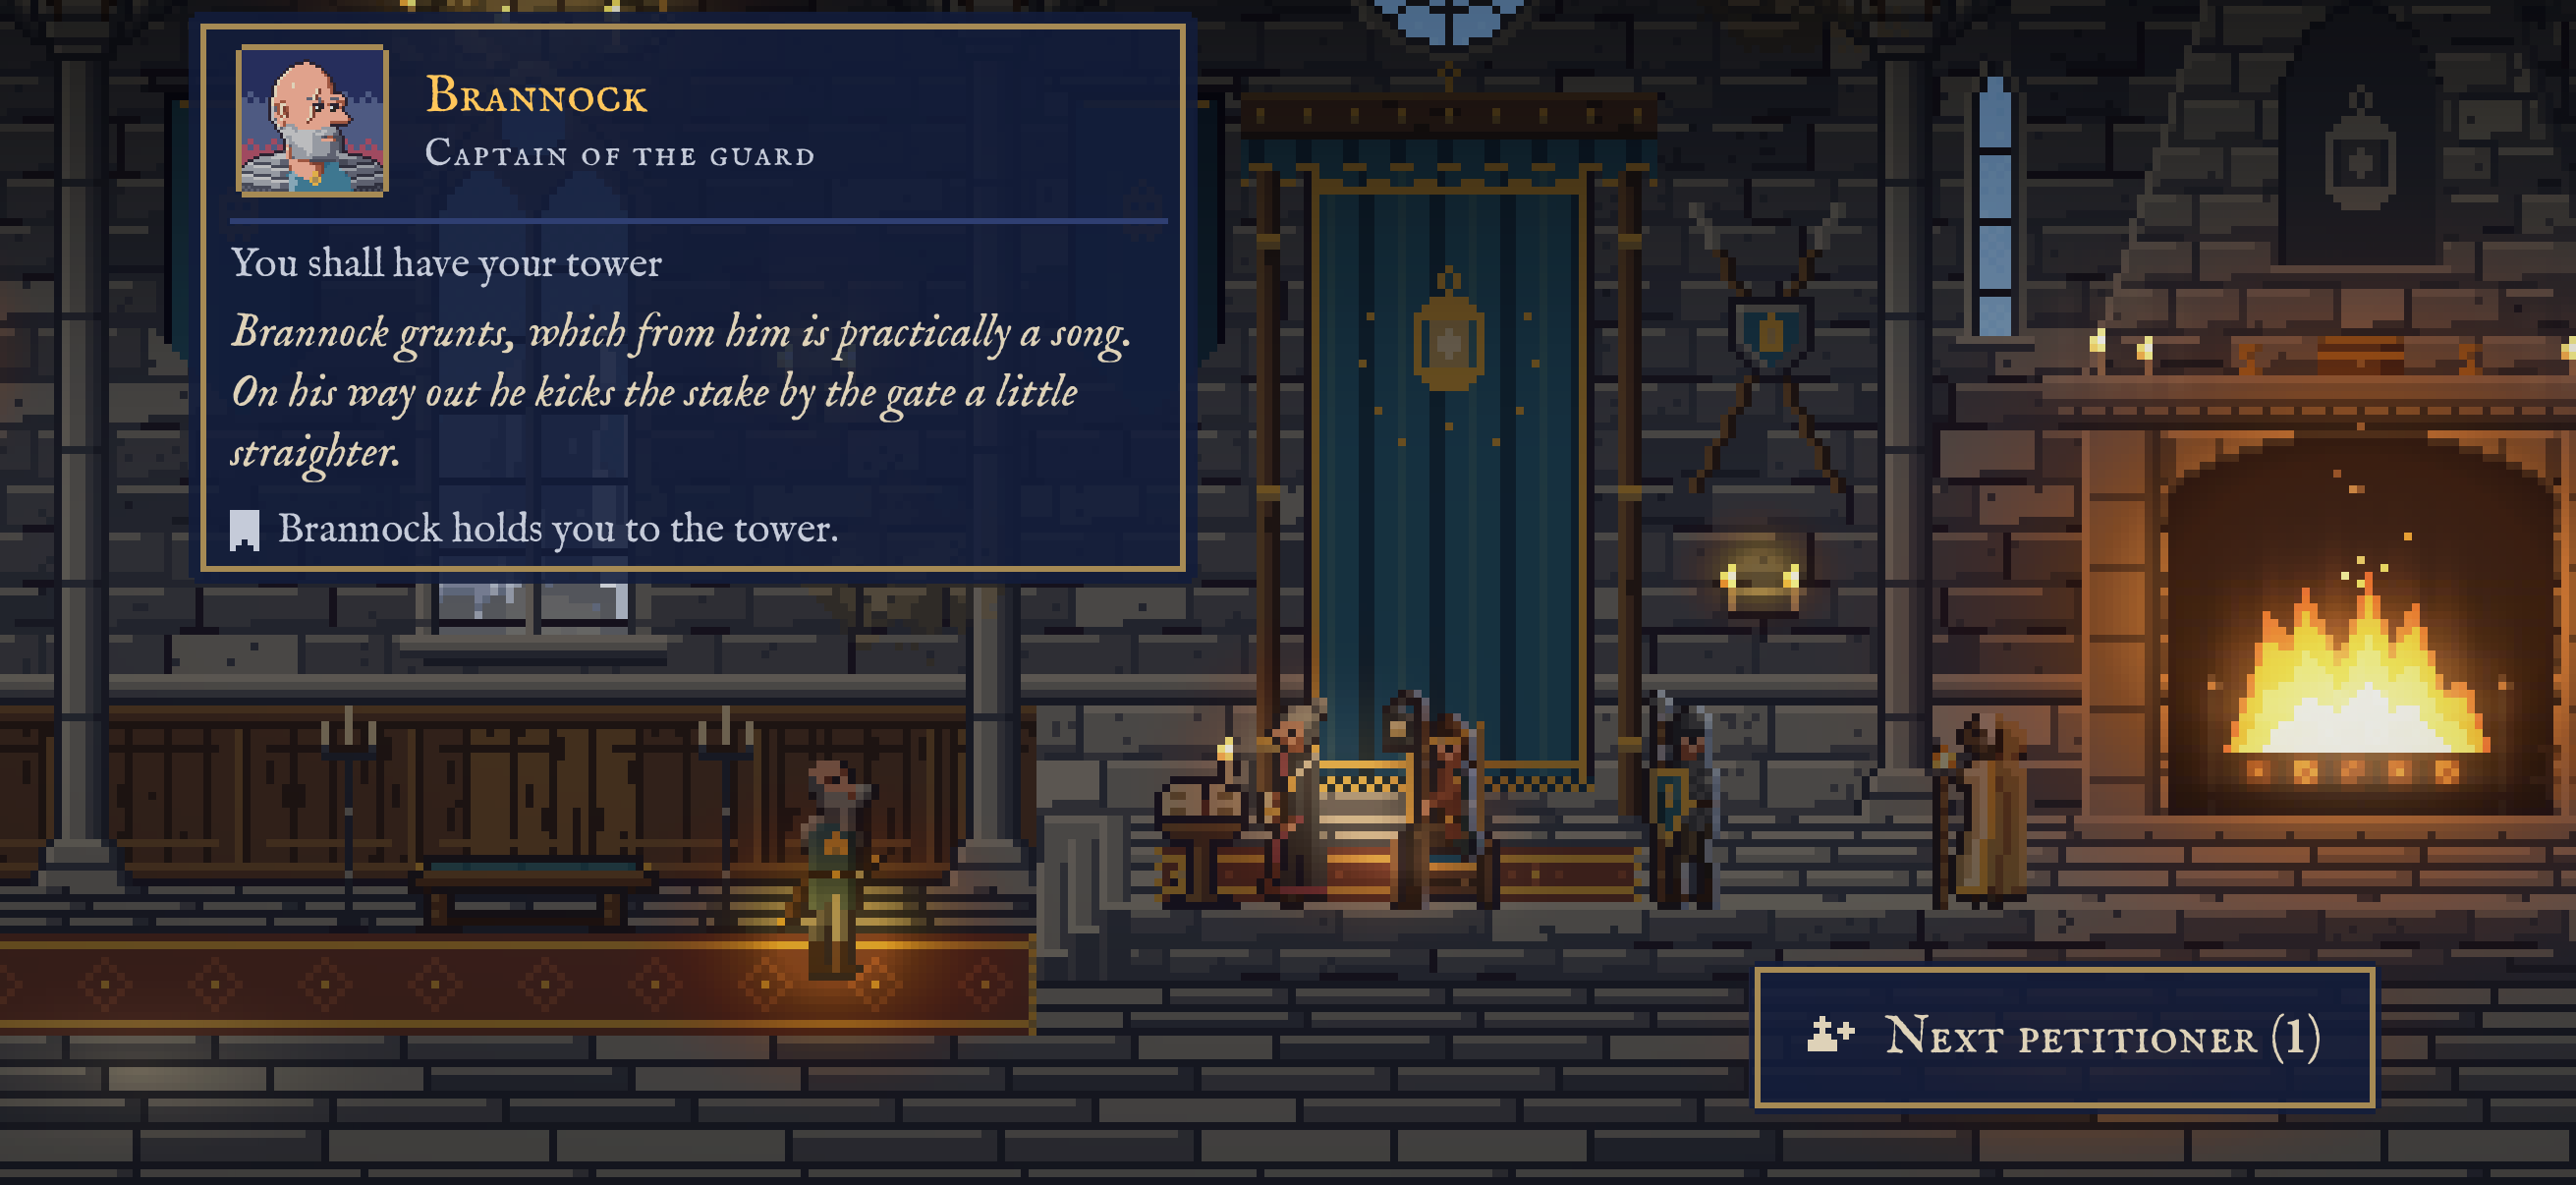 Brannock
Captain of the guard
You shall have your tower
Brannock grunts, which from him is practically a song.
On his way out he kicks the stake by the gate a little
straighter.
Brannock holds you to the tower.
Next petitioner (1)